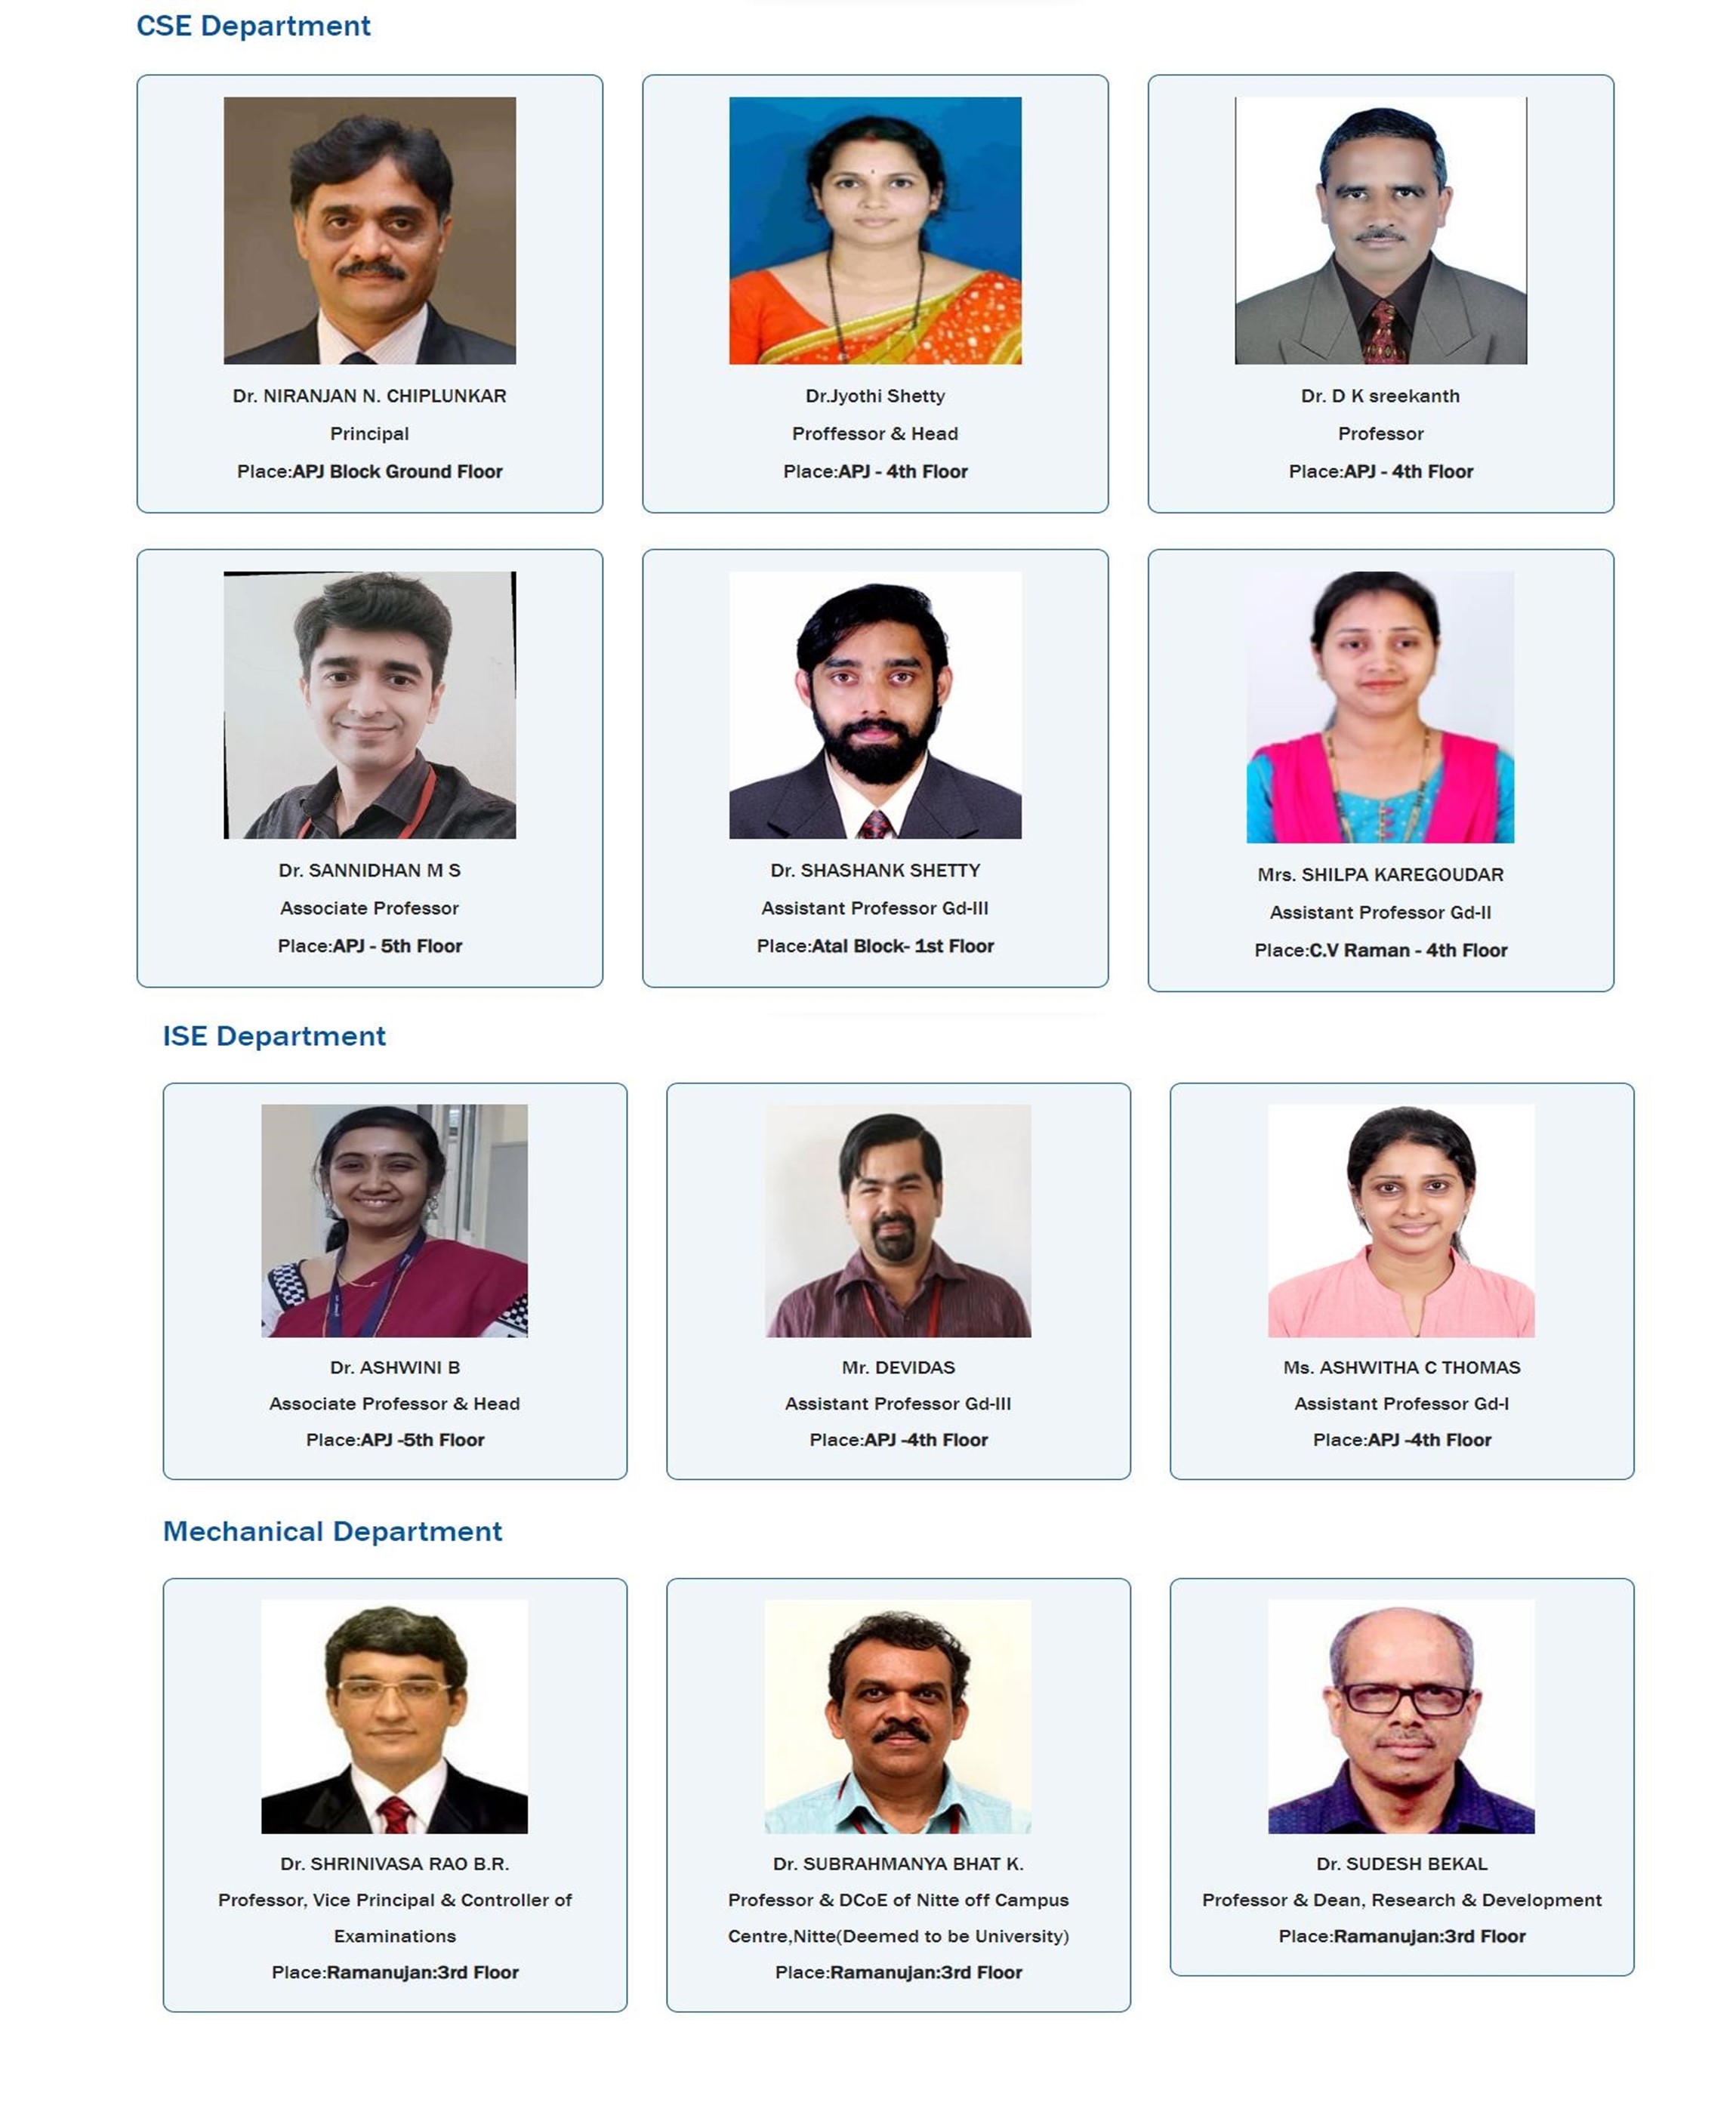 CSE Department
Dr. NIRANJAN N. CHIPLUNKAR
Principal
Place:APJ Block Ground Floor
Dr.Jyothi Shetty
Proffessor & Head
Place:APJ - 4th Floor
Dr. D K sreekanth
Professor
Place:APJ - 4th Floor
Dr. SANNIDHAN M S
Associate Professor
Place:APJ - 5th Floor
Dr. SHASHANK SHETTY
Assistant Professor Gd-III
Place:Atal Block- 1st Floor
Mrs. SHILPA KAREGOUDAR
Assistant Professor Gd-II
Place:C.V Raman - 4th Floor
ISE Department
Dr. ASHWINI B
Associate Professor & Head
Place:APJ -5th Floor
Mr. DEVIDAS
Assistant Professor Gd-III
Place:APJ -4th Floor
Ms. ASHWITHA C THOMAS
Assistant Professor Gd-I
Place:APJ -4th Floor
Mechanical Department
Dr. SHRINIVASA RAO B.R.
Professor, Vice Principal & Controller of
Examinations
Place:Ramanujan:3rd Floor
Dr. SUBRAHMANYA BHAT K.
Professor & DCoE of Nitte off Campus
Centre,Nitte(Deemed to be University)
Place:Ramanujan:3rd Floor
Dr. SUDESH BEKAL
Professor & Dean, Research & Development
Place:Ramanujan:3rd Floor